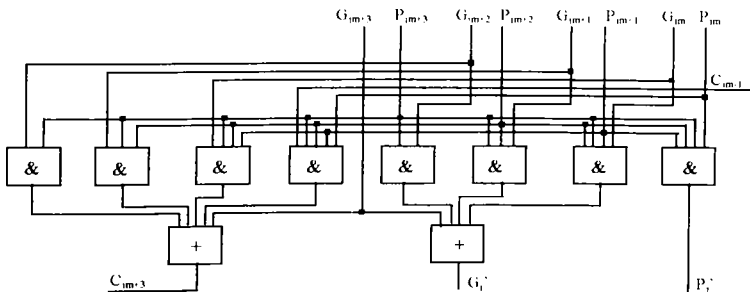 G_im+3 P_im+3 G_im+2 P_im+2 G_im+1 P_im+1 G_im P_im
C_im-1
& & & & & & & &
+ +
C_im+3 G_i^* P_i^*